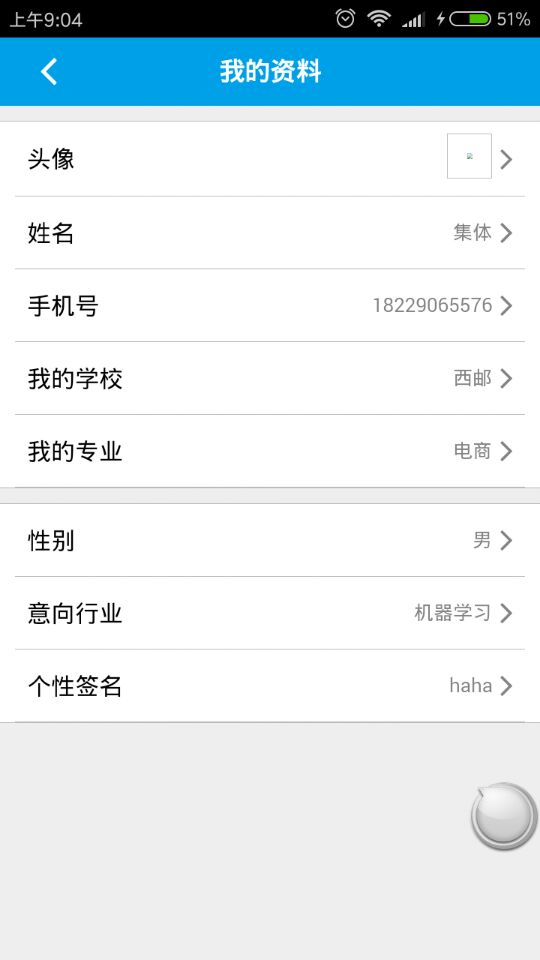 上午9:04 51%
我的资料
头像
姓名 集体
手机号 18229065576
我的学校 西邮
我的专业 电商
性别 男
意向行业 机器学习
个性签名 haha